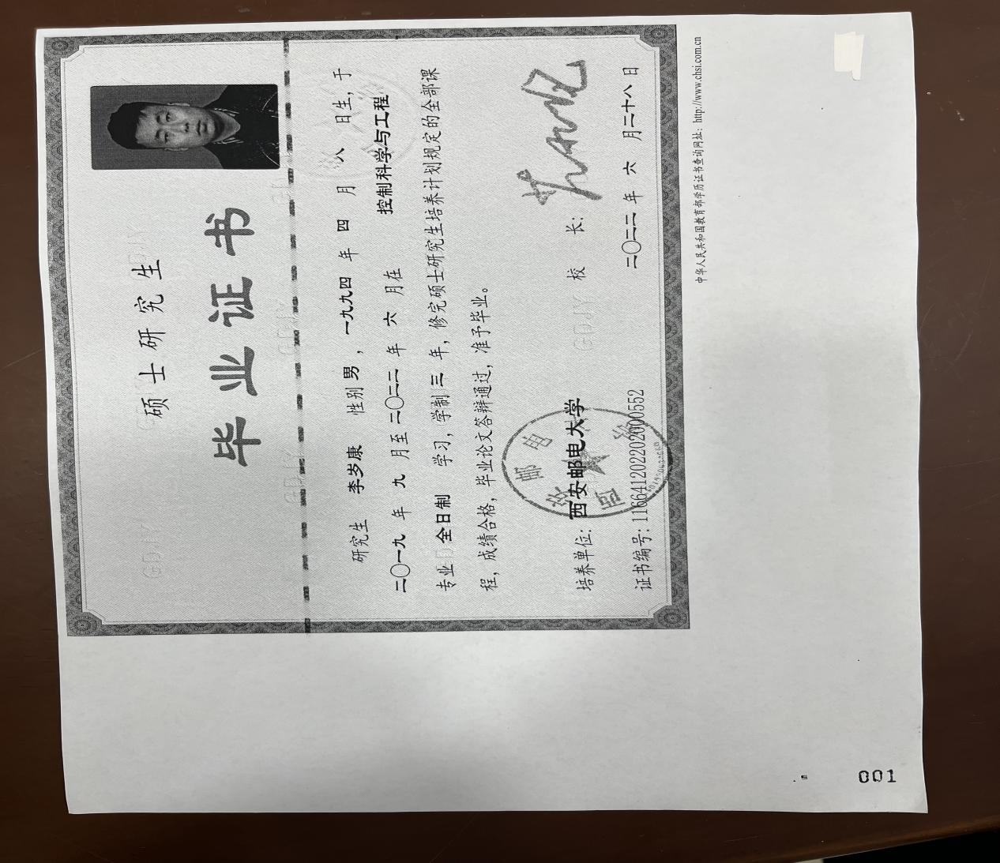 硕士研究生
毕业证书
研究生 李岁康 性别 男 ，一九九四 年 四 月 八 日生，于
二〇一九 年 九 月至 二〇二二 年 六 月在 控制科学与工程
专业 全日制 学习，学制 三 年，修完硕士研究生培养计划规定的全部课
程，成绩合格，毕业论文答辩通过，准予毕业。
培养单位：西安邮电大学 校 长：
证书编号：116641202202000552 二〇二二 年 六 月二十八 日
中华人民共和国教育部学历证书查询网址：http://www.chsi.com.cn
001